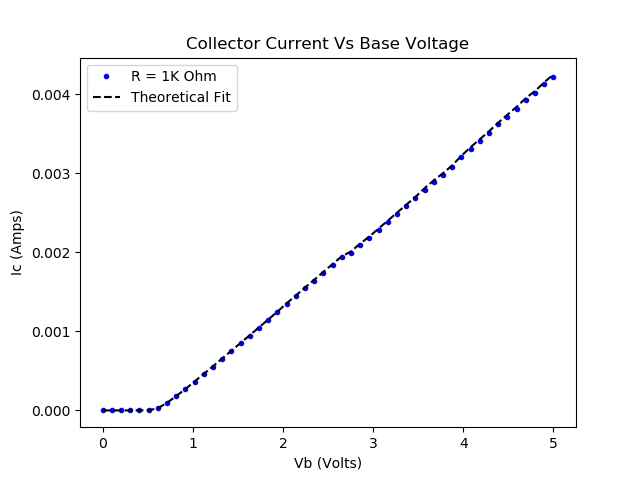 Collector Current Vs Base Voltage
R = 1K Ohm
Theoretical Fit
0.004
0.003
0.002
0.001
0.000
Ic (Amps)
0 1 2 3 4 5
Vb (Volts)